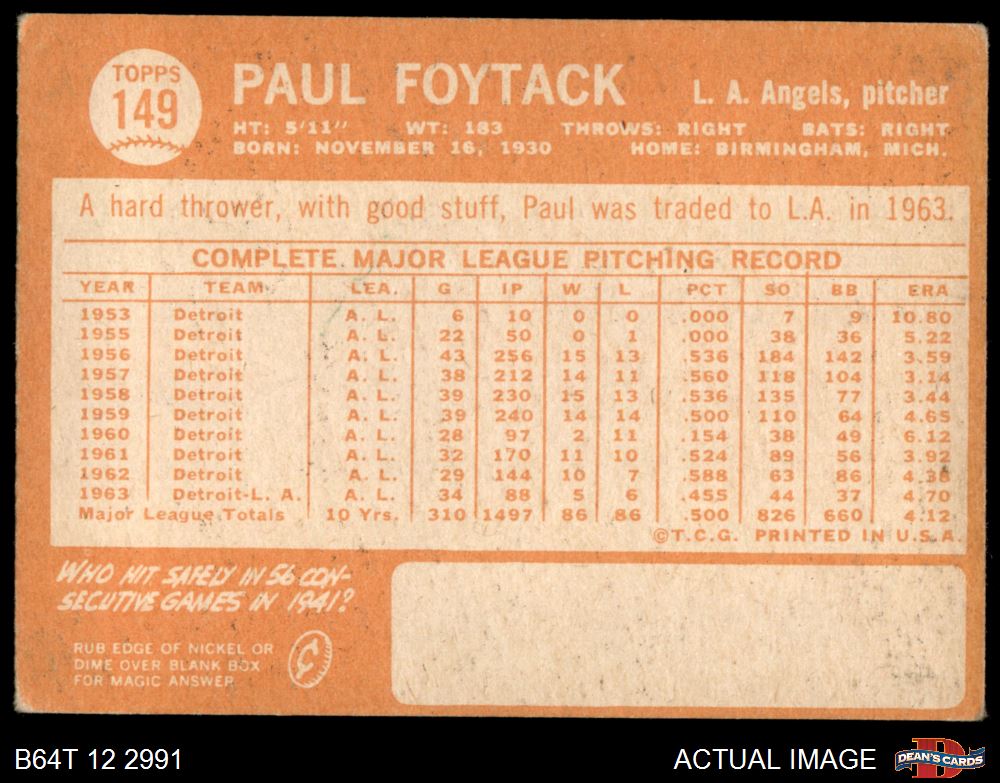 TOPPS
149
PAUL FOYTACK
L. A. Angels, pitcher
HT: 5'11" WT: 183 THROWS: RIGHT BATS: RIGHT
BORN: NOVEMBER 16, 1930 HOME: BIRMINGHAM, MICH.
A hard thrower, with good stuff, Paul was traded to L.A. in 1963.
COMPLETE MAJOR LEAGUE PITCHING RECORD
YEAR TEAM LEA. G IP W L PCT SO BB ERA
1953 Detroit A. L. 6 10 0 0 .000 7 9 10.80
1955 Detroit A. L. 22 50 0 1 .000 38 36 5.22
1956 Detroit A. L. 43 256 15 13 .536 184 142 3.59
1957 Detroit A. L. 38 212 14 11 .560 118 104 3.14
1958 Detroit A. L. 39 230 15 13 .536 135 77 3.44
1959 Detroit A. L. 39 240 14 14 .500 110 64 4.65
1960 Detroit A. L. 28 97 2 11 .154 38 49 6.12
1961 Detroit A. L. 32 170 11 10 .524 89 56 3.92
1962 Detroit A. L. 29 144 10 7 .588 63 86 4.38
1963 Detroit-L. A. A. L. 34 88 5 6 .455 44 37 4.70
Major League Totals 10 Yrs. 310 1497 86 86 .500 826 660 4.12
©T.C.G. PRINTED IN U.S.A.
WHO HIT SAFELY IN 56 CON-
SECUTIVE GAMES IN 1941?
RUB EDGE OF NICKEL OR
DIME OVER BLANK BOX
FOR MAGIC ANSWER
B64T 12 2991
ACTUAL IMAGE
DEAN'S CARDS